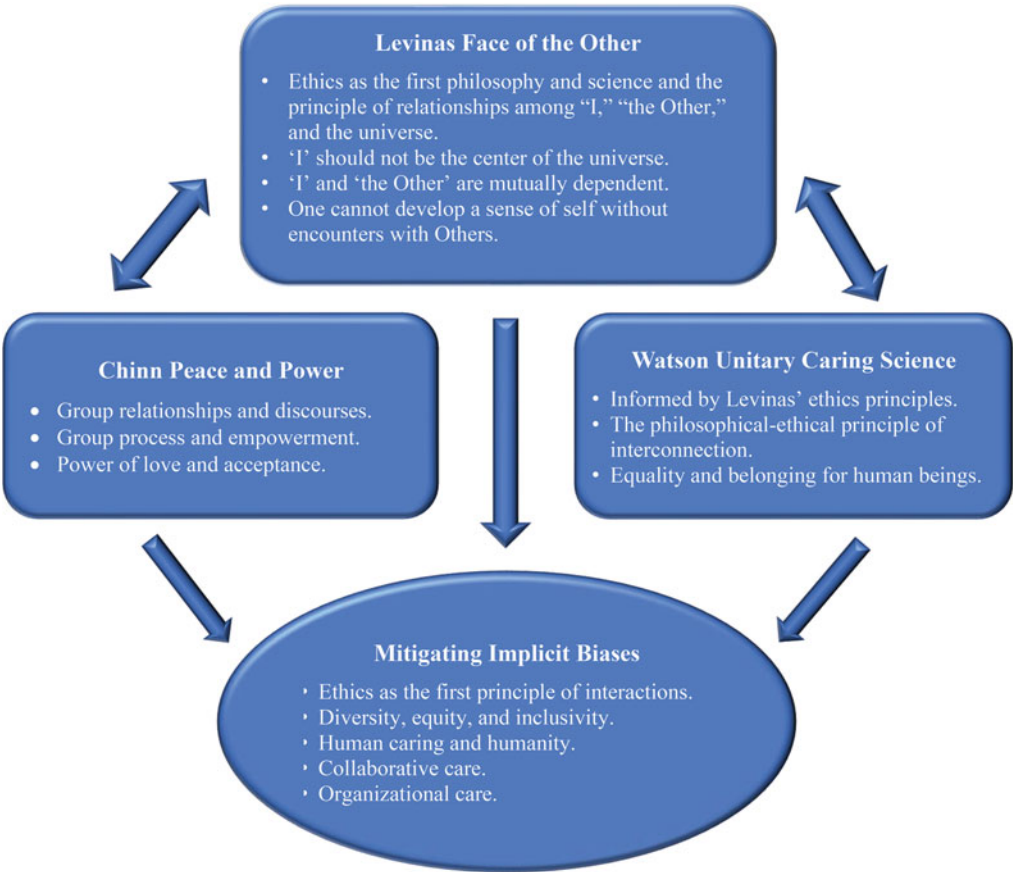 Levinas Face of the Other
• Ethics as the first philosophy and science and the
principle of relationships among “I,” “the Other,”
and the universe.
• ‘I’ should not be the center of the universe.
• ‘I’ and ‘the Other’ are mutually dependent.
• One cannot develop a sense of self without
encounters with Others.
Chinn Peace and Power
• Group relationships and discourses.
• Group process and empowerment.
• Power of love and acceptance.
Watson Unitary Caring Science
• Informed by Levinas’ ethics principles.
• The philosophical-ethical principle of
interconnection.
• Equality and belonging for human beings.
Mitigating Implicit Biases
• Ethics as the first principle of interactions.
• Diversity, equity, and inclusivity.
• Human caring and humanity.
• Collaborative care.
• Organizational care.